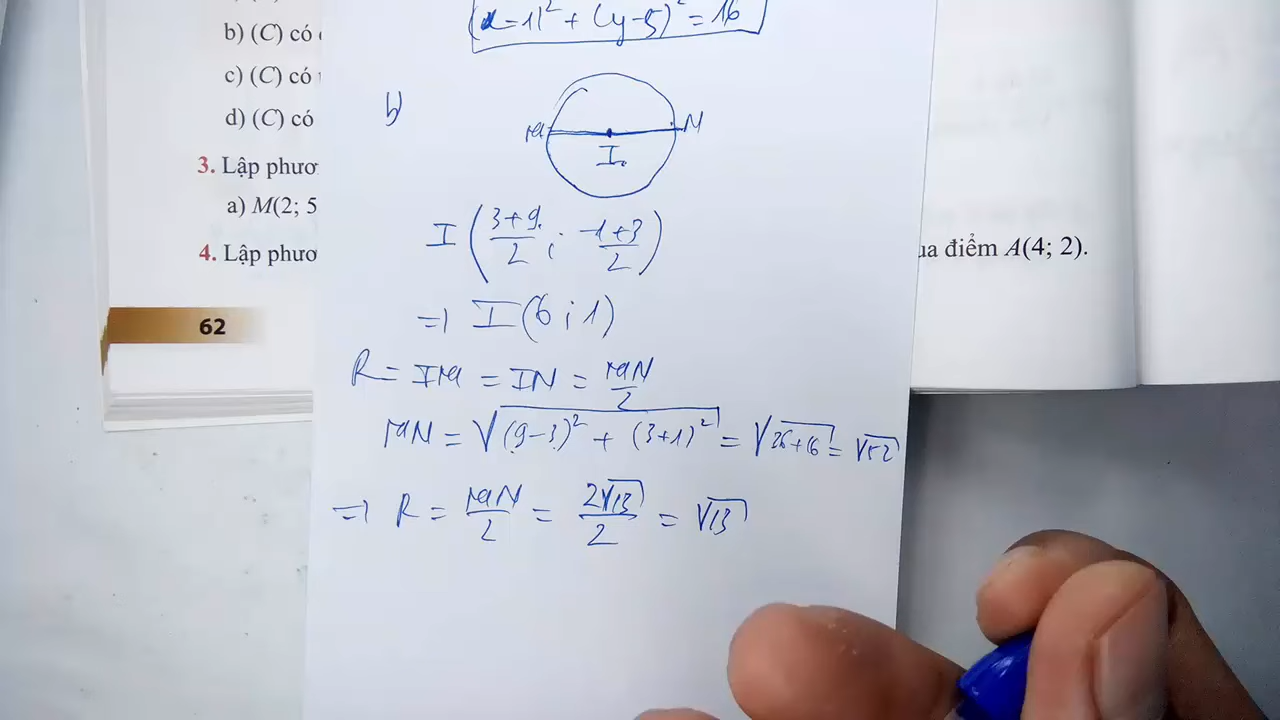 b) (C) có
c) (C) có
d) (C) có
3. Lập phươ
a) M(2; 5
4. Lập phươ
ua điểm A(4; 2).
62
(x-1)² + (y-5)² = 16
b)
M N
I
I (3+9/2 ; -1+3/2)
=> I(6;1)
R = IM = IN = MN/2
MN = √(9-3)² + (3+1)² = √36+16 = √52
=> R = MN/2 = 2√13/2 = √13